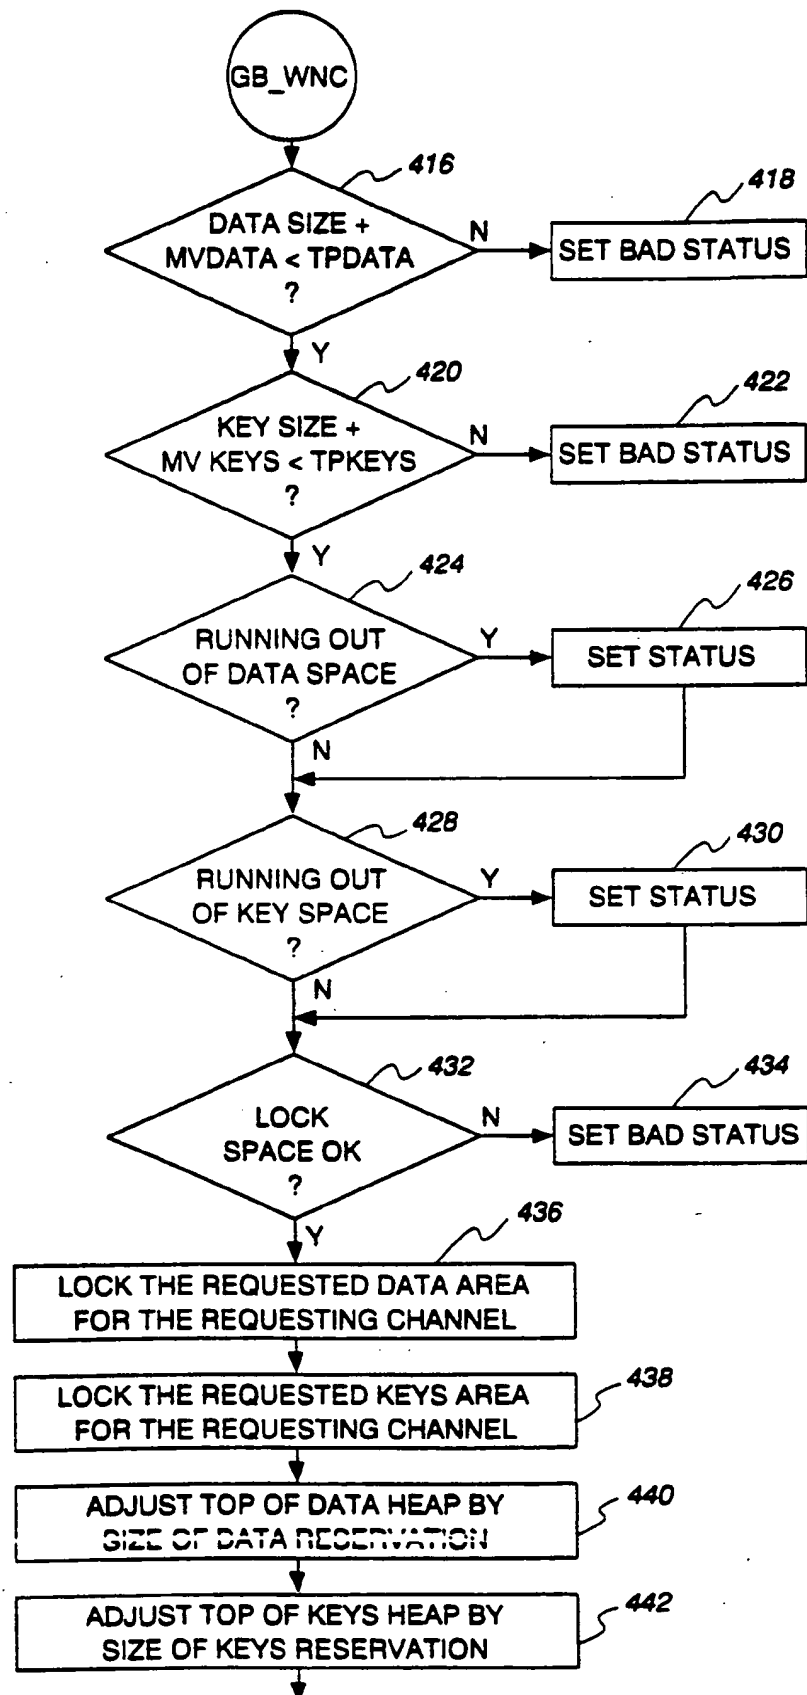 GB_WNC
416
DATA SIZE +
MVDATA < TPDATA
?
N
418
SET BAD STATUS
Y
420
KEY SIZE +
MV KEYS < TPKEYS
?
N
422
SET BAD STATUS
Y
424
RUNNING OUT
OF DATA SPACE
?
Y
426
SET STATUS
N
428
RUNNING OUT
OF KEY SPACE
?
Y
430
SET STATUS
N
432
LOCK
SPACE OK
?
N
434
SET BAD STATUS
Y
436
LOCK THE REQUESTED DATA AREA
FOR THE REQUESTING CHANNEL
438
LOCK THE REQUESTED KEYS AREA
FOR THE REQUESTING CHANNEL
440
ADJUST TOP OF DATA HEAP BY
SIZE OF DATA RESERVATION
442
ADJUST TOP OF KEYS HEAP BY
SIZE OF KEYS RESERVATION